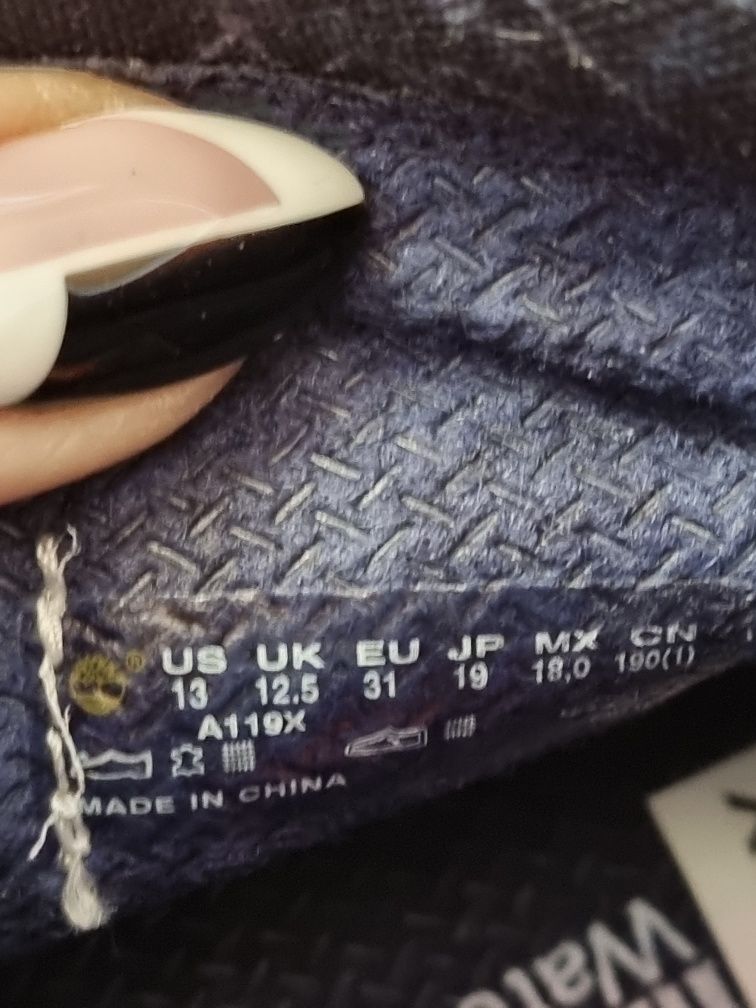 US UK EU JP MX CN
13 12.5 31 19 18,0 190(1)
A119X
MADE IN CHINA